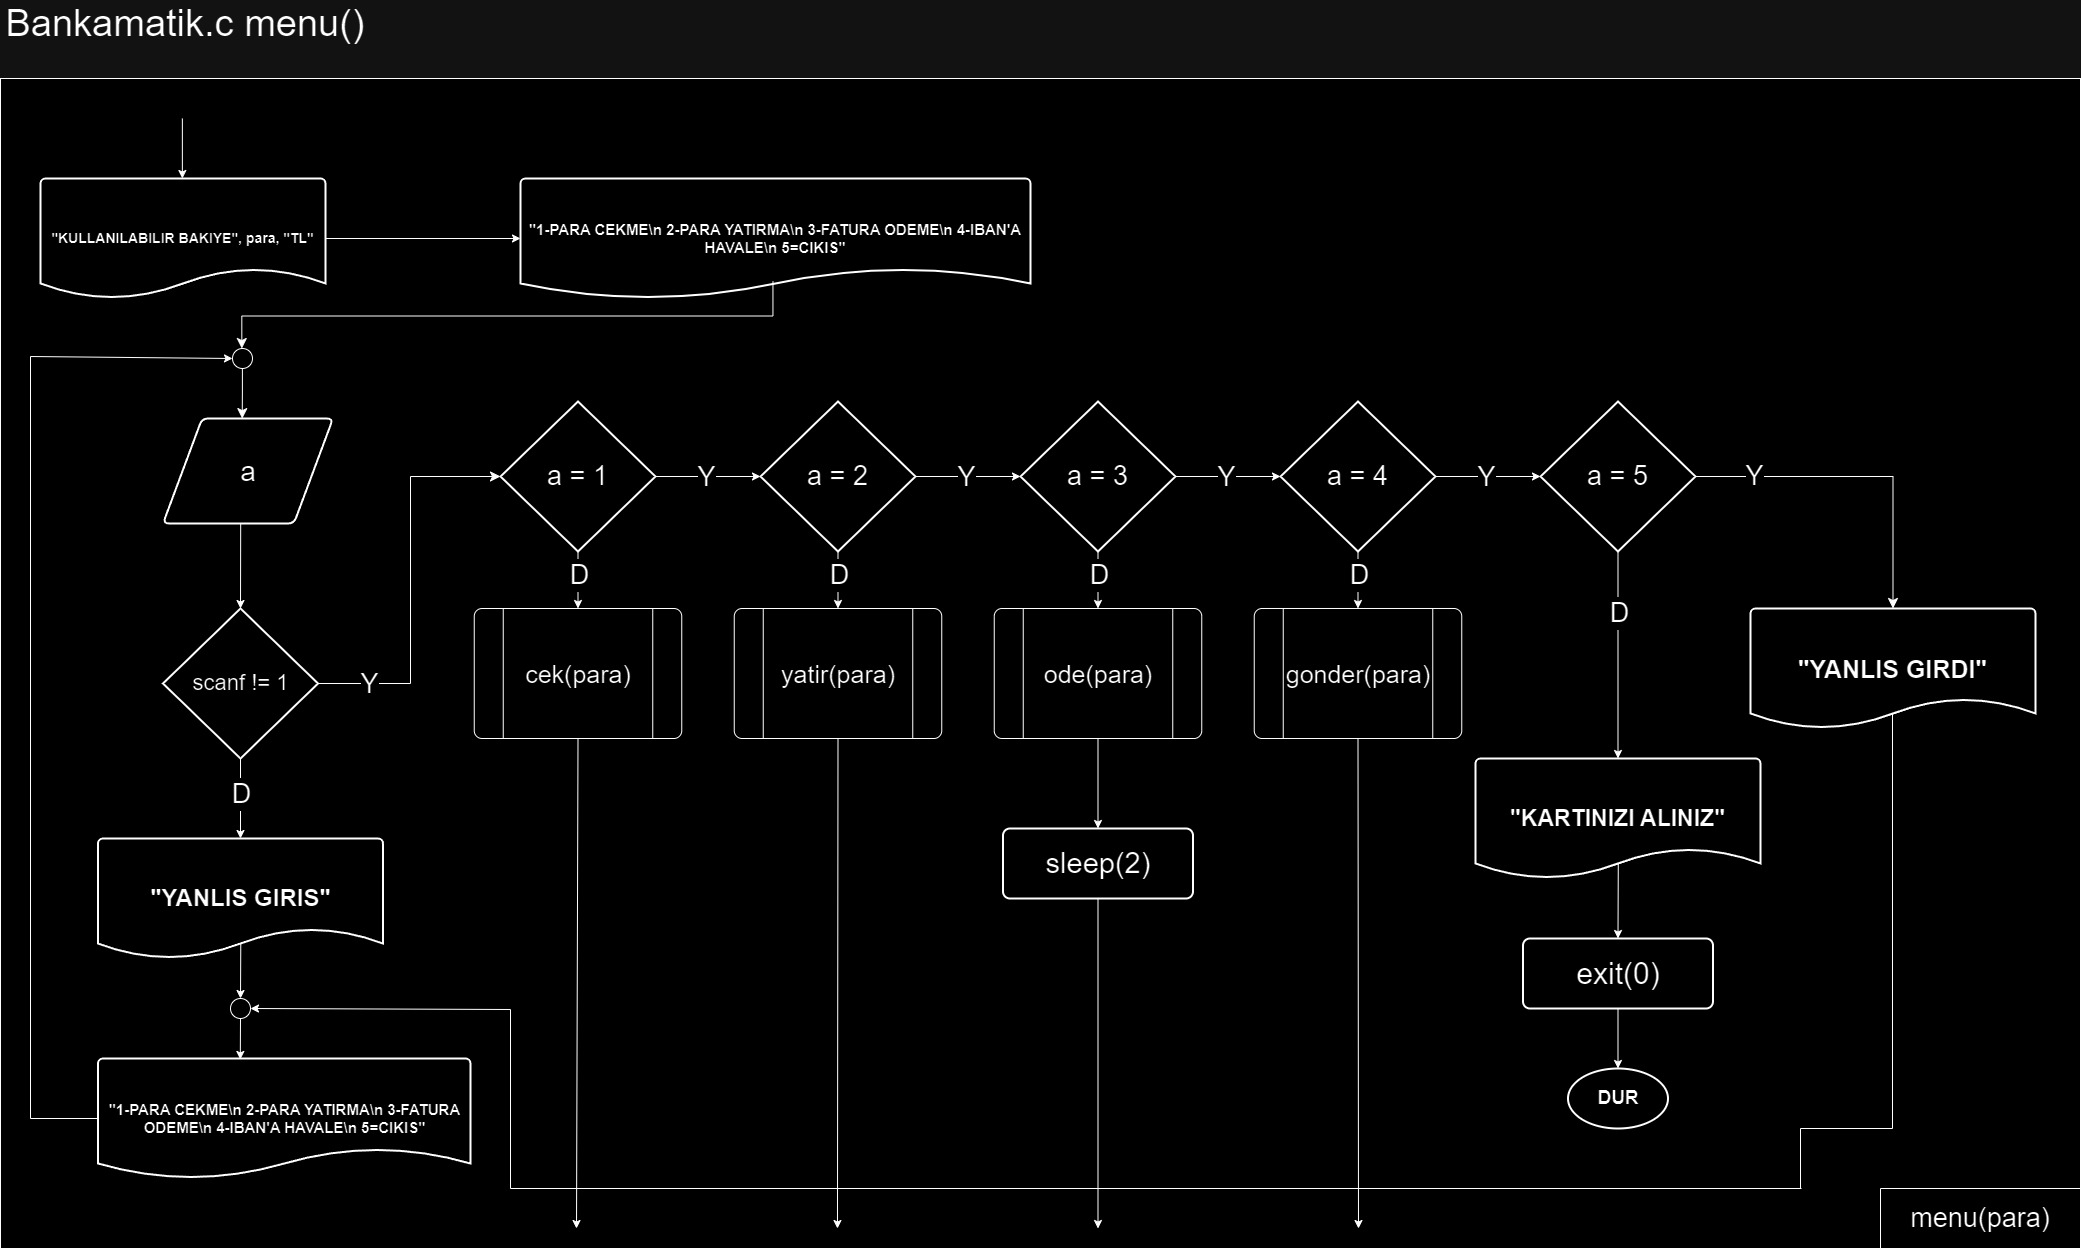 Bankamatik.c menu()
"KULLANILABILIR BAKIYE", para, "TL"
"1-PARA CEKME\n 2-PARA YATIRMA\n 3-FATURA ODEME\n 4-IBAN'A
HAVALE\n 5=CIKIS"
a
a = 1
Y
a = 2
Y
a = 3
Y
a = 4
Y
a = 5
Y
D
D
D
D
D
scanf != 1
Y
cek(para)
yatir(para)
ode(para)
gonder(para)
"YANLIS GIRDI"
D
"KARTINIZI ALINIZ"
sleep(2)
"YANLIS GIRIS"
exit(0)
"1-PARA CEKME\n 2-PARA YATIRMA\n 3-FATURA
ODEME\n 4-IBAN'A HAVALE\n 5=CIKIS"
DUR
menu(para)